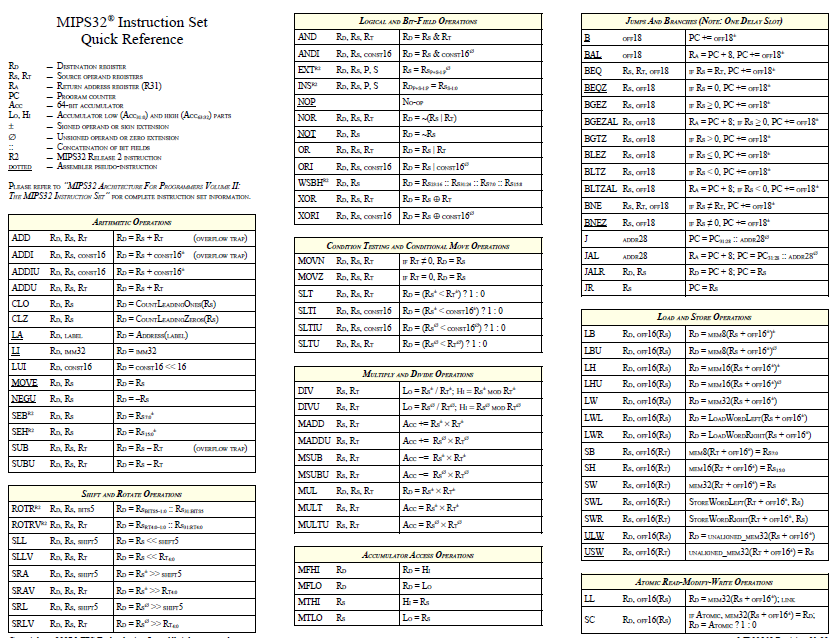 MIPS32® Instruction Set
Quick Reference
RD — DESTINATION REGISTER
RS, RT — SOURCE OPERAND REGISTERS
RA — RETURN ADDRESS REGISTER (R31)
PC — PROGRAM COUNTER
ACC — 64-BIT ACCUMULATOR
LO, HI — ACCUMULATOR LOW (ACC31:0) AND HIGH (ACC63:32) PARTS
± — SIGNED OPERAND OR SIGN EXTENSION
∅ — UNSIGNED OPERAND OR ZERO EXTENSION
:: — CONCATENATION OF BIT FIELDS
R2 — MIPS32 RELEASE 2 INSTRUCTION
DOTTED — ASSEMBLER PSEUDO-INSTRUCTION
PLEASE REFER TO “MIPS32 ARCHITECTURE FOR PROGRAMMERS VOLUME II:
THE MIPS32 INSTRUCTION SET” FOR COMPLETE INSTRUCTION SET INFORMATION.
ARITHMETIC OPERATIONS
ADD RD, RS, RT RD = RS + RT (OVERFLOW TRAP)
ADDI RD, RS, CONST16 RD = RS + CONST16± (OVERFLOW TRAP)
ADDIU RD, RS, CONST16 RD = RS + CONST16±
ADDU RD, RS, RT RD = RS + RT
CLO RD, RS RD = COUNTLEADINGONES(RS)
CLZ RD, RS RD = COUNTLEADINGZEROS(RS)
LA RD, LABEL RD = ADDRESS(LABEL)
LI RD, IMM32 RD = IMM32
LUI RD, CONST16 RD = CONST16 << 16
MOVE RD, RS RD = RS
NEGU RD, RS RD = –RS
SEBR2 RD, RS RD = RS7:0±
SEHR2 RD, RS RD = RS15:0±
SUB RD, RS, RT RD = RS – RT (OVERFLOW TRAP)
SUBU RD, RS, RT RD = RS – RT
SHIFT AND ROTATE OPERATIONS
ROTRR2 RD, RS, BITS5 RD = RSBITS5–1:0 :: RS31:BITS5
ROTRVR2 RD, RS, RT RD = RSRT4:0–1:0 :: RS31:RT4:0
SLL RD, RS, SHIFT5 RD = RS << SHIFT5
SLLV RD, RS, RT RD = RS << RT4:0
SRA RD, RS, SHIFT5 RD = RS± >> SHIFT5
SRAV RD, RS, RT RD = RS± >> RT4:0
SRL RD, RS, SHIFT5 RD = RS∅ >> SHIFT5
SRLV RD, RS, RT RD = RS∅ >> RT4:0
LOGICAL AND BIT-FIELD OPERATIONS
AND RD, RS, RT RD = RS & RT
ANDI RD, RS, CONST16 RD = RS & CONST16∅
EXTR2 RD, RS, P, S RS = RSP+S-1:P∅
INSR2 RD, RS, P, S RDP+S-1:P = RSS-1:0
NOP NO-OP
NOR RD, RS, RT RD = ~(RS | RT)
NOT RD, RS RD = ~RS
OR RD, RS, RT RD = RS | RT
ORI RD, RS, CONST16 RD = RS | CONST16∅
WSBHR2 RD, RS RD = RS23:16 :: RS31:24 :: RS7:0 :: RS15:8
XOR RD, RS, RT RD = RS ⊕ RT
XORI RD, RS, CONST16 RD = RS ⊕ CONST16∅
CONDITION TESTING AND CONDITIONAL MOVE OPERATIONS
MOVN RD, RS, RT IF RT ≠ 0, RD = RS
MOVZ RD, RS, RT IF RT = 0, RD = RS
SLT RD, RS, RT RD = (RS± < RT±) ? 1 : 0
SLTI RD, RS, CONST16 RD = (RS± < CONST16±) ? 1 : 0
SLTIU RD, RS, CONST16 RD = (RS∅ < CONST16∅) ? 1 : 0
SLTU RD, RS, RT RD = (RS∅ < RT∅) ? 1 : 0
MULTIPLY AND DIVIDE OPERATIONS
DIV RS, RT LO = RS± / RT±; HI = RS± MOD RT±
DIVU RS, RT LO = RS∅ / RT∅; HI = RS∅ MOD RT∅
MADD RS, RT ACC += RS± × RT±
MADDU RS, RT ACC += RS∅ × RT∅
MSUB RS, RT ACC –= RS± × RT±
MSUBU RS, RT ACC –= RS∅ × RT∅
MUL RD, RS, RT RD = RS± × RT±
MULT RS, RT ACC = RS± × RT±
MULTU RS, RT ACC = RS∅ × RT∅
ACCUMULATOR ACCESS OPERATIONS
MFHI RD RD = HI
MFLO RD RD = LO
MTHI RS HI = RS
MTLO RS LO = RS
JUMPS AND BRANCHES (NOTE: ONE DELAY SLOT)
B OFF18 PC += OFF18±
BAL OFF18 RA = PC + 8, PC += OFF18±
BEQ RS, RT, OFF18 IF RS = RT, PC += OFF18±
BEQZ RS, OFF18 IF RS = 0, PC += OFF18±
BGEZ RS, OFF18 IF RS ≥ 0, PC += OFF18±
BGEZAL RS, OFF18 RA = PC + 8; IF RS ≥ 0, PC += OFF18±
BGTZ RS, OFF18 IF RS > 0, PC += OFF18±
BLEZ RS, OFF18 IF RS ≤ 0, PC += OFF18±
BLTZ RS, OFF18 IF RS < 0, PC += OFF18±
BLTZAL RS, OFF18 RA = PC + 8; IF RS < 0, PC += OFF18±
BNE RS, RT, OFF18 IF RS ≠ RT, PC += OFF18±
BNEZ RS, OFF18 IF RS ≠ 0, PC += OFF18±
J ADDR28 PC = PC31:28 :: ADDR28∅
JAL ADDR28 RA = PC + 8; PC = PC31:28 :: ADDR28∅
JALR RD, RS RD = PC + 8; PC = RS
JR RS PC = RS
LOAD AND STORE OPERATIONS
LB RD, OFF16(RS) RD = MEM8(RS + OFF16±)±
LBU RD, OFF16(RS) RD = MEM8(RS + OFF16±)∅
LH RD, OFF16(RS) RD = MEM16(RS + OFF16±)±
LHU RD, OFF16(RS) RD = MEM16(RS + OFF16±)∅
LW RD, OFF16(RS) RD = MEM32(RS + OFF16±)
LWL RD, OFF16(RS) RD = LOADWORDLEFT(RS + OFF16±)
LWR RD, OFF16(RS) RD = LOADWORDRIGHT(RS + OFF16±)
SB RS, OFF16(RT) MEM8(RT + OFF16±) = RS7:0
SH RS, OFF16(RT) MEM16(RT + OFF16±) = RS15:0
SW RS, OFF16(RT) MEM32(RT + OFF16±) = RS
SWL RS, OFF16(RT) STOREWORDLEFT(RT + OFF16±, RS)
SWR RS, OFF16(RT) STOREWORDRIGHT(RT + OFF16±, RS)
ULW RD, OFF16(RS) RD = UNALIGNED_MEM32(RS + OFF16±)
USW RS, OFF16(RT) UNALIGNED_MEM32(RT + OFF16±) = RS
ATOMIC READ-MODIFY-WRITE OPERATIONS
LL RD, OFF16(RS) RD = MEM32(RS + OFF16±); LINK
SC RD, OFF16(RS) IF ATOMIC, MEM32(RS + OFF16±) = RD;
RD = ATOMIC ? 1 : 0